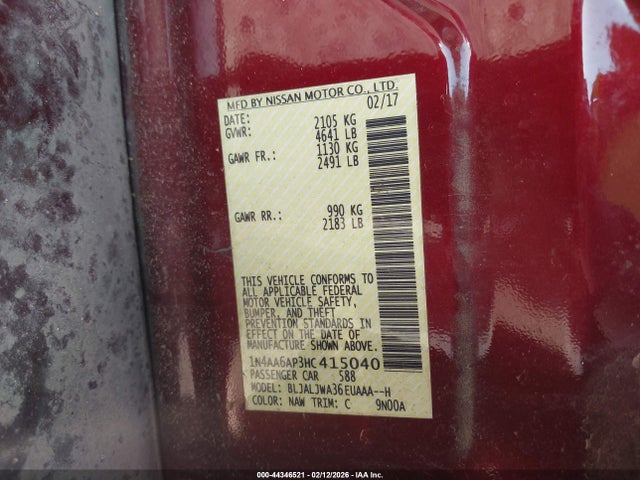 MFD BY NISSAN MOTOR CO., LTD.
DATE: 02/17
GVWR: 2105 KG
4641 LB
GAWR FR.: 1130 KG
2491 LB
GAWR RR.: 990 KG
2183 LB
THIS VEHICLE CONFORMS TO
ALL APPLICABLE FEDERAL
MOTOR VEHICLE SAFETY,
BUMPER, AND THEFT
PREVENTION STANDARDS IN
EFFECT ON THE DATE OF
MANUFACTURE SHOWN ABOVE.
1N4AA6AP3HC415040
PASSENGER CAR 588
MODEL: BLJALJWA36EUAAA--H
COLOR: NAW TRIM: C 9N00A
000-44346521 - 02/12/2026 - IAA Inc.